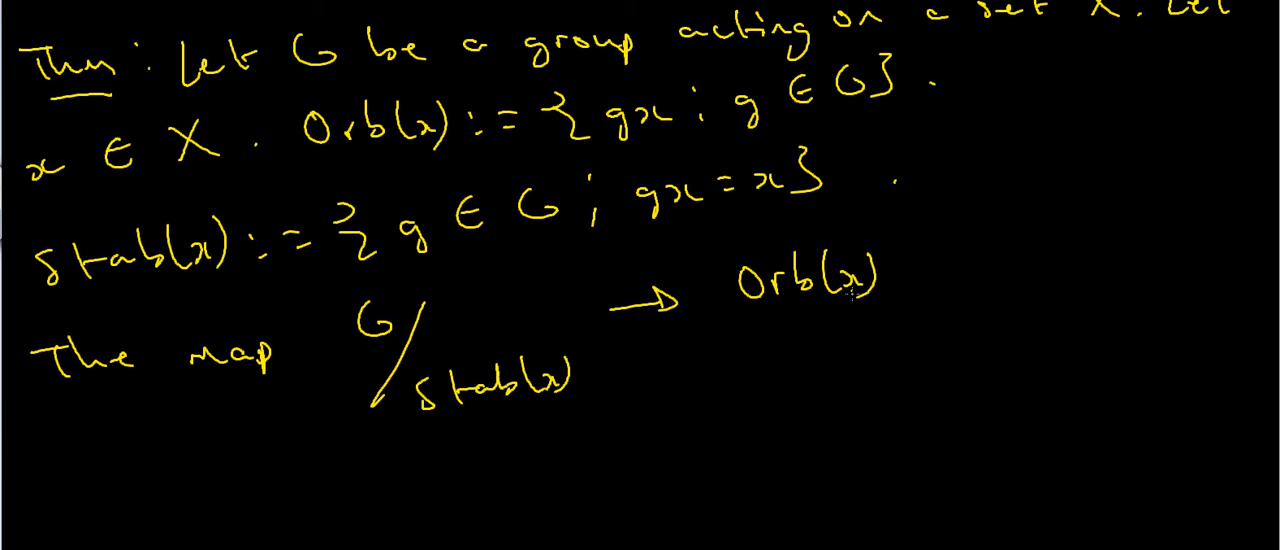 Thm: Let G be a group acting on a set X. Let
x ∈ X. Orb(x) := {gx ; g ∈ G}.
Stab(x) := {g ∈ G ; gx = x}.
The map G/Stab(x) → Orb(x)